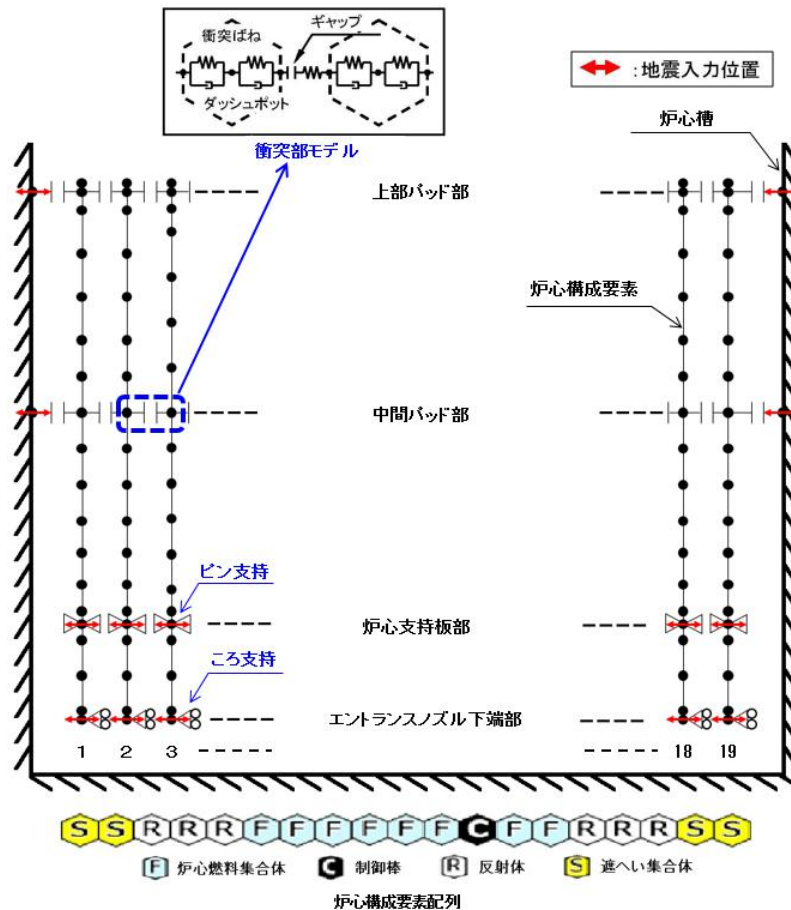 衝突ばね
ギャップ
ダッシュポット
:地震入力位置
衝突部モデル
炉心槽
上部パッド部
炉心構成要素
中間パッド部
ピン支持
炉心支持板部
ころ支持
エントランスノズル下端部
1 2 3 18 19
S S R R R F F F F F F C F F R R R S S
F 炉心燃料集合体 C 制御棒 R 反射体 S 遮へい集合体
炉心構成要素配列